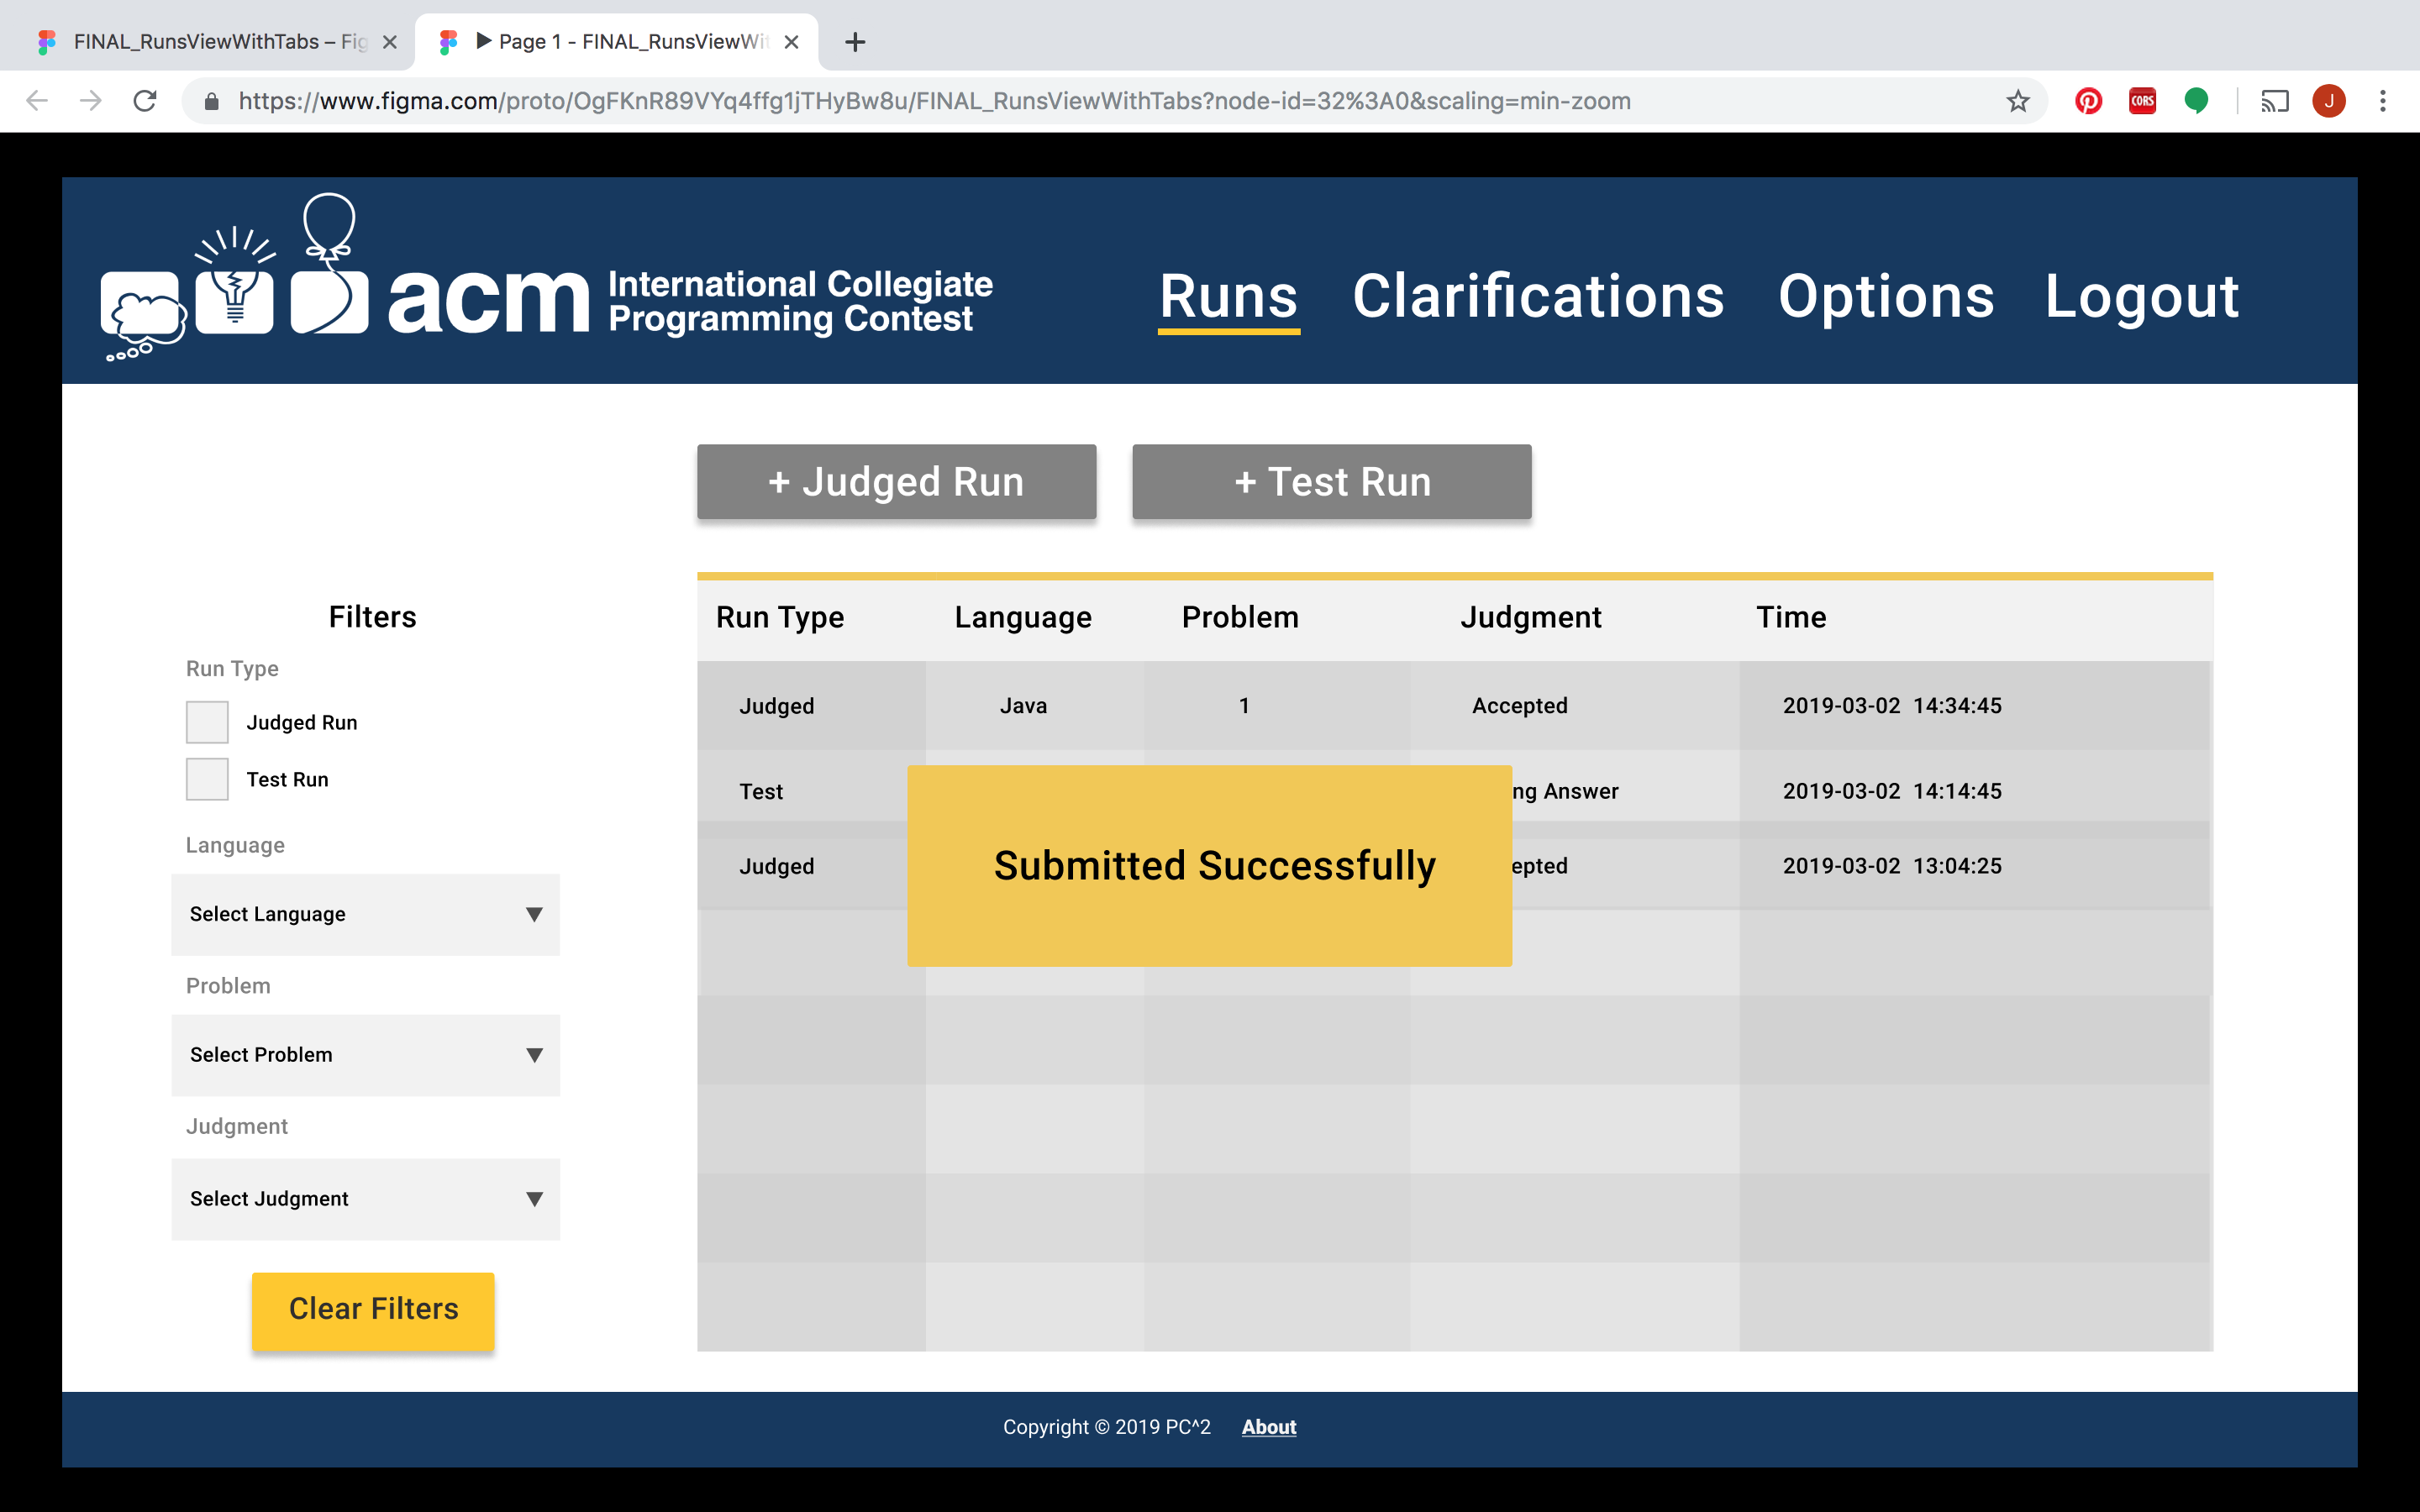 FINAL_RunsViewWithTabs – Fig
▶ Page 1 - FINAL_RunsViewWit
https://www.figma.com/proto/OgFKnR89VYq4ffg1jTHyBw8u/FINAL_RunsViewWithTabs?node-id=32%3A0&scaling=min-zoom
CORS
J
acm International Collegiate
Programming Contest
Runs Clarifications Options Logout
+ Judged Run + Test Run
Filters
Run Type
Judged Run
Test Run
Language
Select Language
Problem
Select Problem
Judgment
Select Judgment
Clear Filters
Run Type Language Problem Judgment Time
Judged Java 1 Accepted 2019-03-02 14:34:45
Test ng Answer 2019-03-02 14:14:45
Judged epted 2019-03-02 13:04:25
Submitted Successfully
Copyright © 2019 PC^2 About